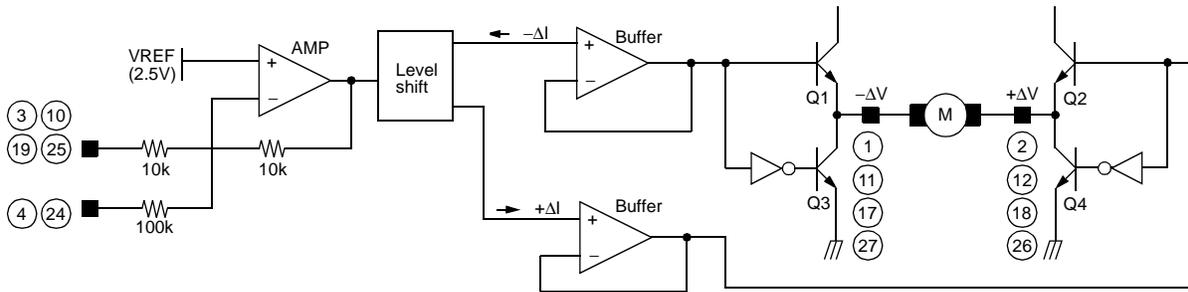 AMP
VREF
(2.5V)
+
−
3 10
19 25
10k
10k
4 24
100k
Level
shift
−ΔI
+
−
Buffer
+ΔI
+
−
Buffer
Q1
Q3
−ΔV
M
+ΔV
Q2
Q4
1
11
17
27
2
12
18
26